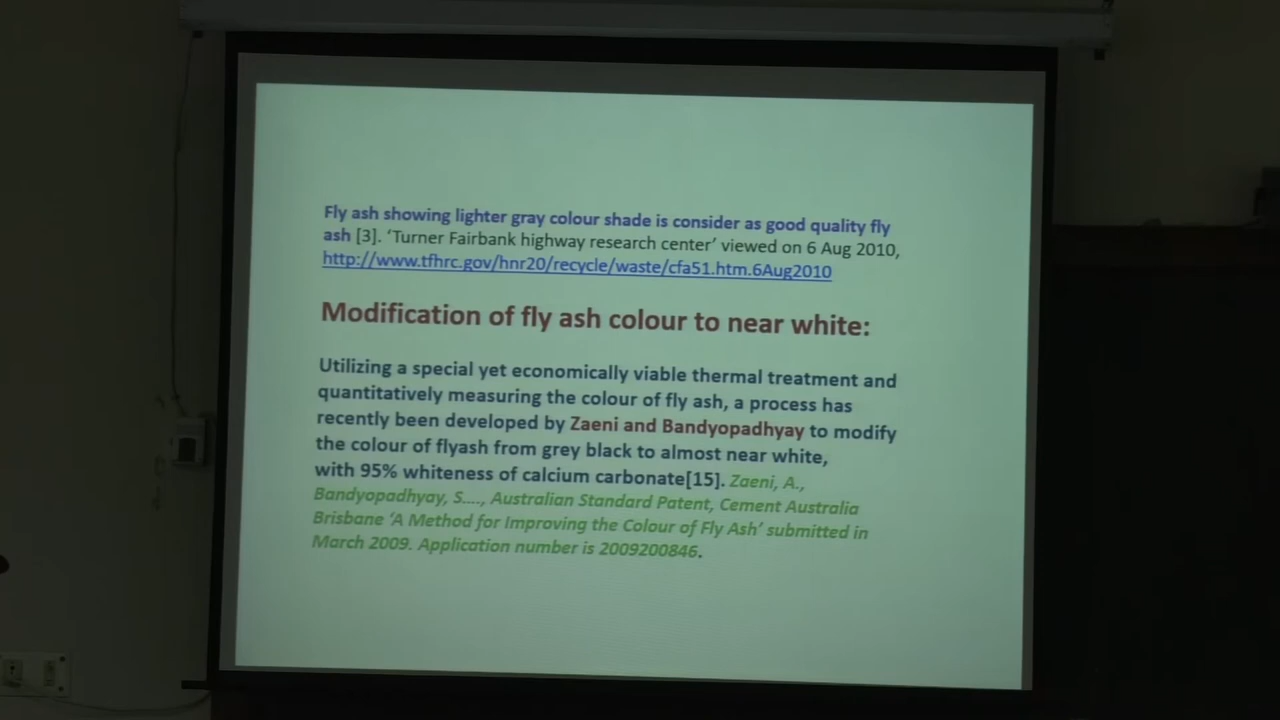 Fly ash showing lighter gray colour shade is consider as good quality fly
ash [3]. ‘Turner Fairbank highway research center’ viewed on 6 Aug 2010,
http://www.tfhrc.gov/hnr20/recycle/waste/cfa51.htm.6Aug2010
Modification of fly ash colour to near white:
Utilizing a special yet economically viable thermal treatment and
quantitatively measuring the colour of fly ash, a process has
recently been developed by Zaeni and Bandyopadhyay to modify
the colour of flyash from grey black to almost near white,
with 95% whiteness of calcium carbonate[15]. Zaeni, A.,
Bandyopadhyay, S...., Australian Standard Patent, Cement Australia
Brisbane ‘A Method for Improving the Colour of Fly Ash’ submitted in
March 2009. Application number is 2009200846.